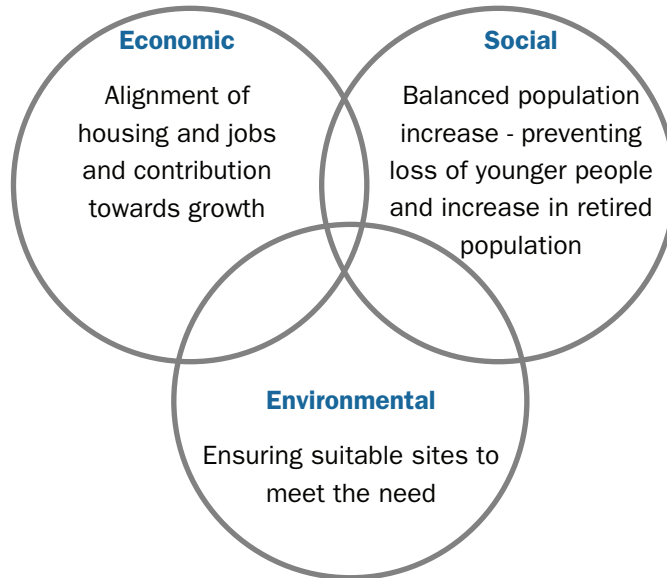 Economic
Alignment of
housing and jobs
and contribution
towards growth
Social
Balanced population
increase - preventing
loss of younger people
and increase in retired
population
Environmental
Ensuring suitable sites to
meet the need